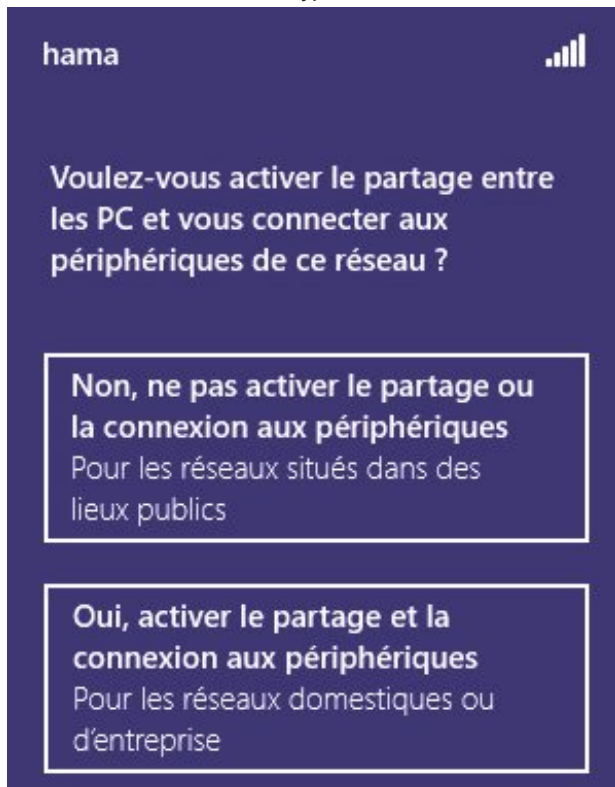 hama
Voulez-vous activer le partage entre
les PC et vous connecter aux
périphériques de ce réseau ?
Non, ne pas activer le partage ou
la connexion aux périphériques
Pour les réseaux situés dans des
lieux publics
Oui, activer le partage et la
connexion aux périphériques
Pour les réseaux domestiques ou
d'entreprise